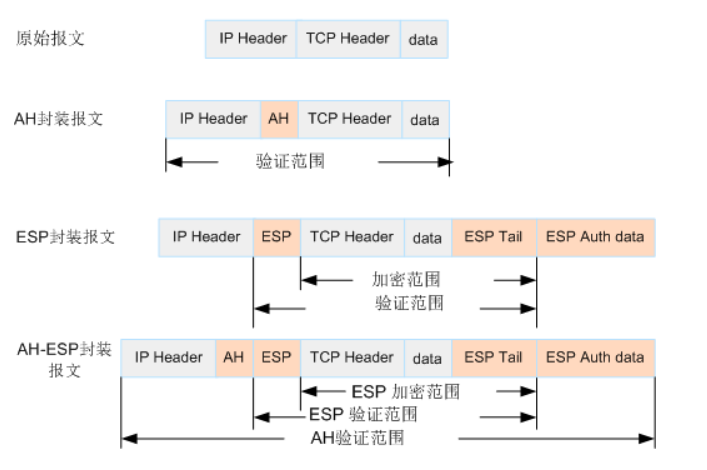 原始报文 IP Header TCP Header data
AH封装报文 IP Header AH TCP Header data
验证范围
ESP封装报文 IP Header ESP TCP Header data ESP Tail ESP Auth data
加密范围
验证范围
AH-ESP封装
报文
IP Header AH ESP TCP Header data ESP Tail ESP Auth data
ESP 加密范围
ESP 验证范围
AH验证范围